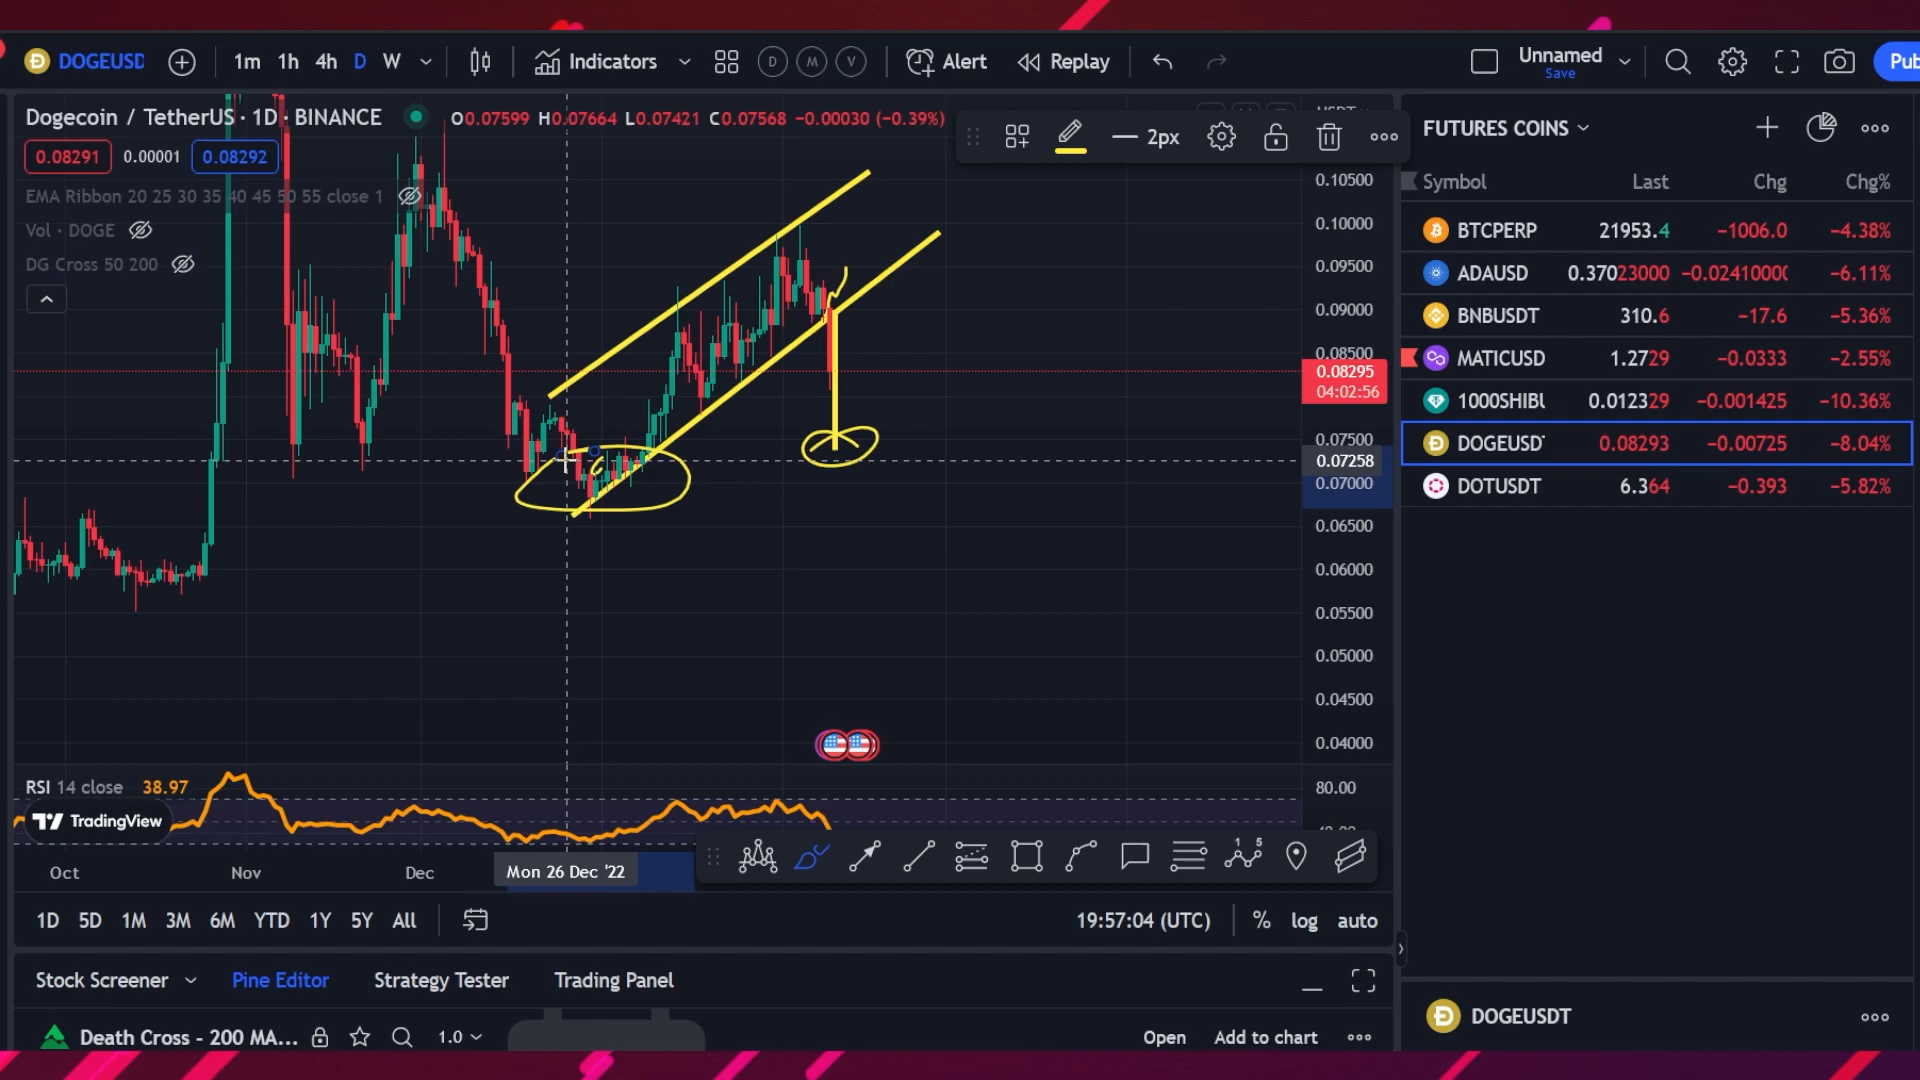 DOGEUSD
1m 1h 4h D W
Indicators
D M V
Alert
Replay
Unnamed
Save
Dogecoin / TetherUS · 1D · BINANCE
O0.07599 H0.07664 L0.07421 C0.07568 −0.00030 (−0.39%)
0.08291 0.00001 0.08292
EMA Ribbon 20 25 30 35 40 45 50 55 close 1
Vol · DOGE
DG Cross 50 200
2px
0.10500
0.10000
0.09500
0.09000
0.08500
0.08295
04:02:56
0.07500
0.07258
0.07000
0.06500
0.06000
0.05500
0.05000
0.04500
0.04000
FUTURES COINS
Symbol Last Chg Chg%
BTCPERP 21953.4 −1006.0 −4.38%
ADAUSD 0.37023000 −0.0241000 −6.11%
BNBUSDT 310.6 −17.6 −5.36%
MATICUSD 1.2729 −0.0333 −2.55%
1000SHIBU 0.012329 −0.001425 −10.36%
DOGEUSD 0.08293 −0.00725 −8.04%
DOTUSDT 6.364 −0.393 −5.82%
RSI 14 close 38.97
80.00
TradingView
1 5
Oct Nov Dec Mon 26 Dec '22
1D 5D 1M 3M 6M YTD 1Y 5Y All
19:57:04 (UTC) % log auto
Stock Screener Pine Editor Strategy Tester Trading Panel
Death Cross - 200 MA... 1.0
Open Add to chart
DOGEUSDT